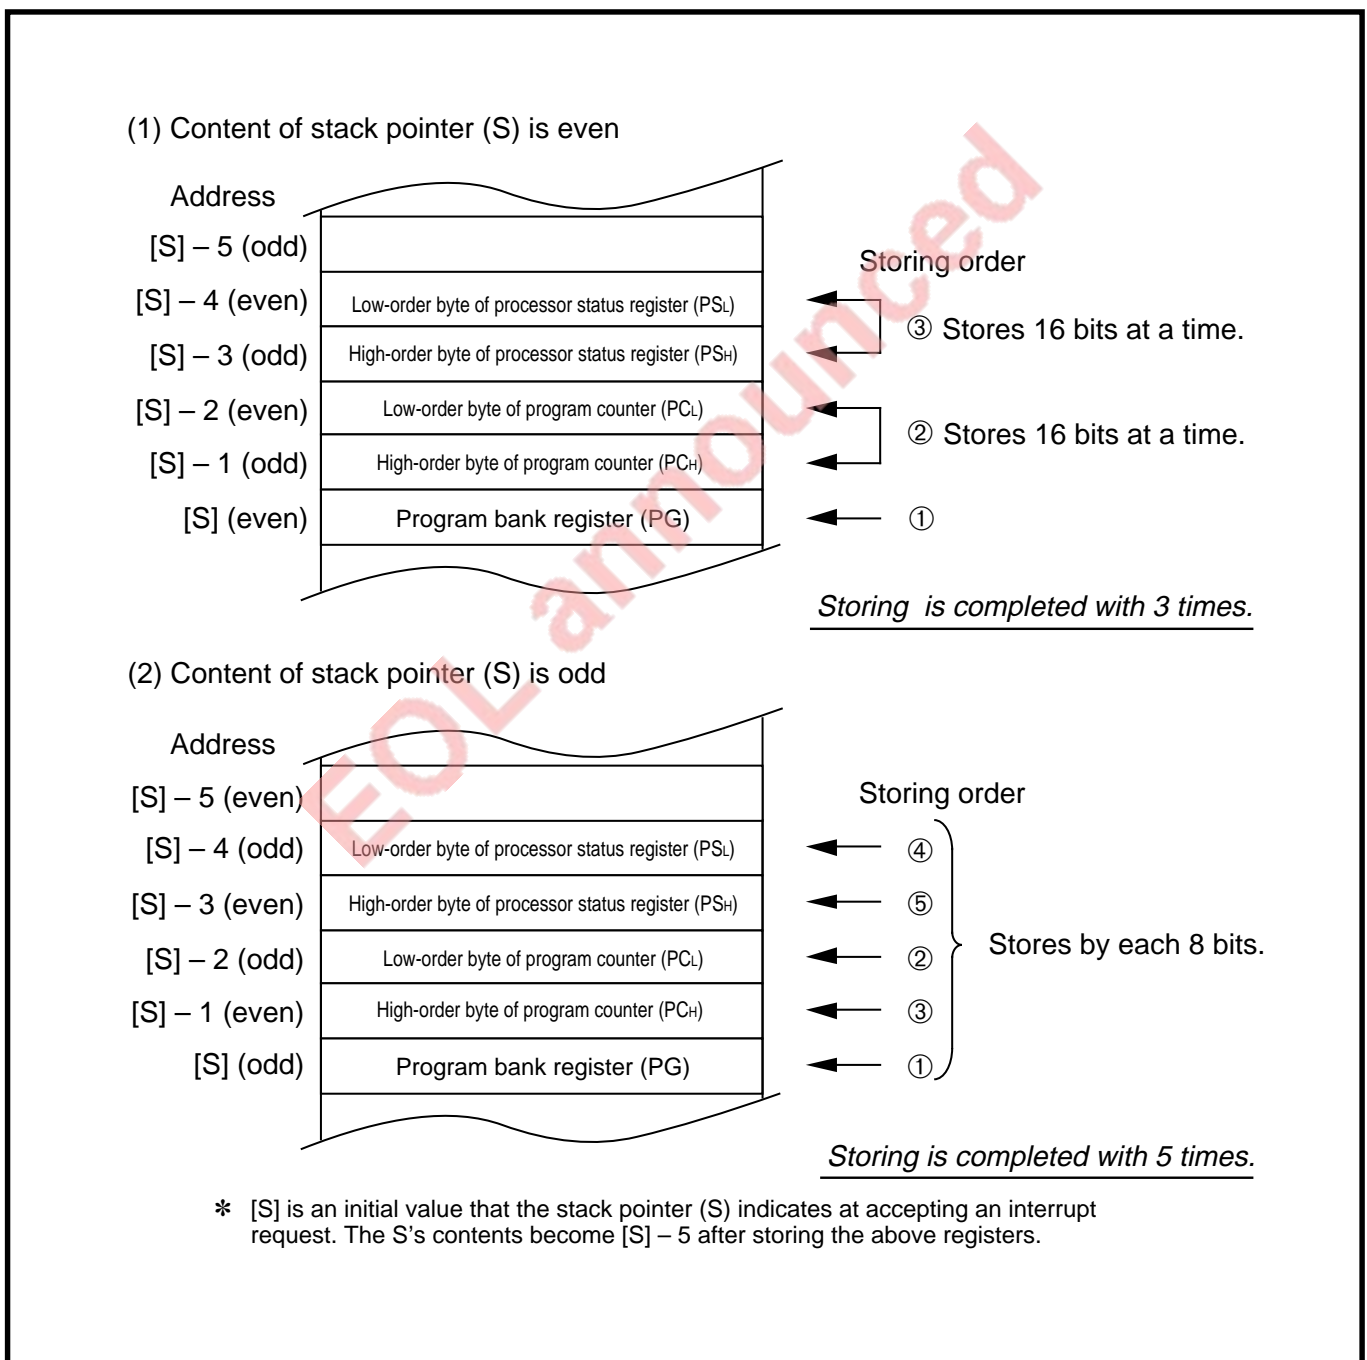 (1) Content of stack pointer (S) is even
Address
[S] – 5 (odd)
Storing order
[S] – 4 (even) Low-order byte of processor status register (PSL)
③ Stores 16 bits at a time.
[S] – 3 (odd) High-order byte of processor status register (PSH)
[S] – 2 (even) Low-order byte of program counter (PCL)
② Stores 16 bits at a time.
[S] – 1 (odd) High-order byte of program counter (PCH)
[S] (even) Program bank register (PG) ①
Storing is completed with 3 times.
(2) Content of stack pointer (S) is odd
Address
[S] – 5 (even) Storing order
[S] – 4 (odd) Low-order byte of processor status register (PSL) ④
[S] – 3 (even) High-order byte of processor status register (PSH) ⑤
[S] – 2 (odd) Low-order byte of program counter (PCL) ② Stores by each 8 bits.
[S] – 1 (even) High-order byte of program counter (PCH) ③
[S] (odd) Program bank register (PG) ①
Storing is completed with 5 times.
✽ [S] is an initial value that the stack pointer (S) indicates at accepting an interrupt
request. The S’s contents become [S] – 5 after storing the above registers.
EOL announced